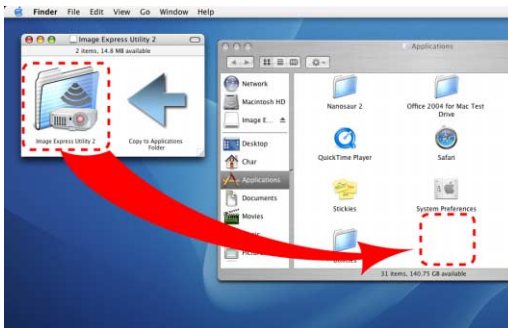 Finder File Edit View Go Window Help
Image Express Utility 2
2 items, 14.8 MB available
Image Express Utility 2
Copy to Applications
Folder
Applications
Network
Macintosh HD
Image E...
Desktop
Char
Applications
Documents
Movies
Nanosaur 2
Office 2004 for Mac Test
Drive
QuickTime Player
Safari
Stickies
System Preferences
31 items, 140.75 GB available